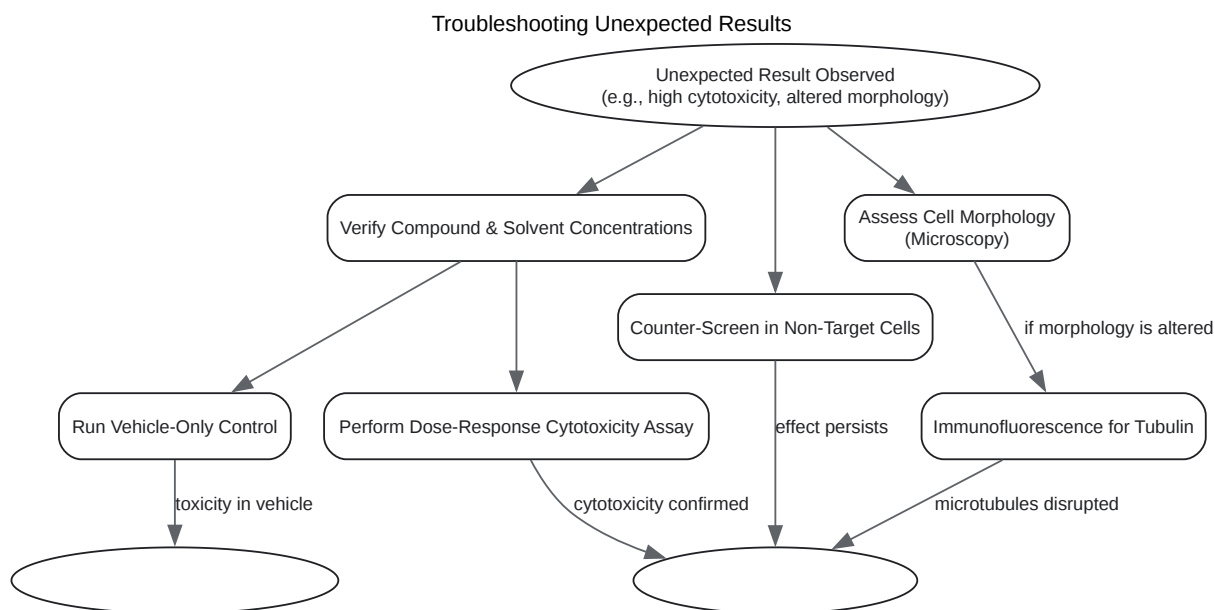 Troubleshooting Unexpected Results
Unexpected Result Observed
(e.g., high cytotoxicity, altered morphology)
Verify Compound & Solvent Concentrations
Assess Cell Morphology
(Microscopy)
Counter-Screen in Non-Target Cells
if morphology is altered
Run Vehicle-Only Control
Perform Dose-Response Cytotoxicity Assay
effect persists
Immunofluorescence for Tubulin
toxicity in vehicle
cytotoxicity confirmed
microtubules disrupted